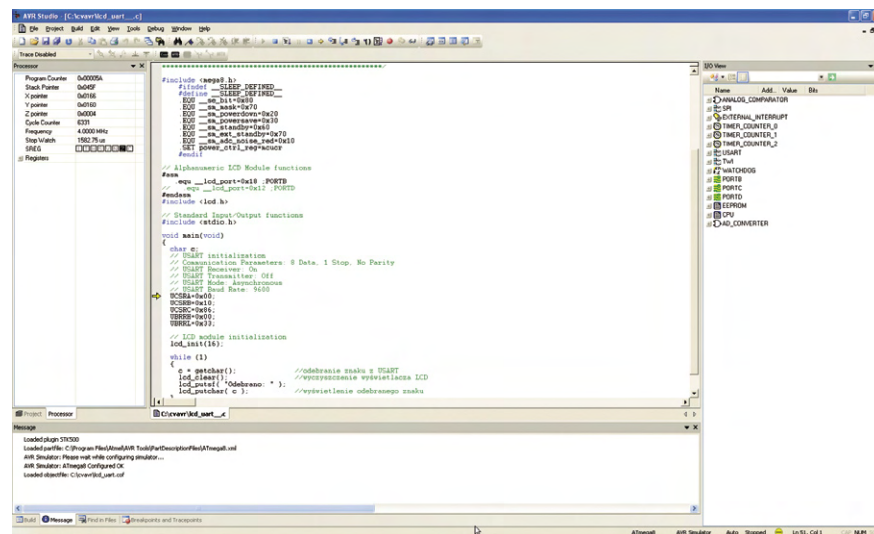 AVR Studio - [C:\cvavr\lcd_uart__.c]
File Project Build Edit View Tools Debug Window Help
Trace Disabled
Processor
Program Counter 0x00005A
Stack Pointer 0x045F
X pointer 0x0166
Y pointer 0x0160
Z pointer 0x0004
Cycle Counter 6331
Frequency 4.0000 MHz
Stop Watch 1582.75 us
SREG
Registers
Project Processor
#include <mega8.h>
#ifndef __SLEEP_DEFINED__
#define __SLEEP_DEFINED__
.EQU __se_bit=0x80
.EQU __sm_mask=0x70
.EQU __sm_powerdown=0x20
.EQU __sm_powersave=0x30
.EQU __sm_standby=0x60
.EQU __sm_ext_standby=0x70
.EQU __sm_adc_noise_red=0x10
.SET power_ctrl_reg=mcucr
#endif
// Alphanumeric LCD Module functions
#asm
.equ __lcd_port=0x18 ;PORTB
// .equ __lcd_port=0x12 ;PORTD
#endasm
#include <lcd.h>
// Standard Input/Output functions
#include <stdio.h>
void main(void)
{
char c;
// USART initialization
// Communication Parameters: 8 Data, 1 Stop, No Parity
// USART Receiver: On
// USART Transmitter: Off
// USART Mode: Asynchronous
// USART Baud Rate: 9600
UCSRA=0x00;
UCSRB=0x10;
UCSRC=0x86;
UBRRH=0x00;
UBRRL=0x33;
// LCD module initialization
lcd_init(16);
while (1)
{
c = getchar(); //odebranie znaku z USART
lcd_clear(); //wyczyszczenie wyświetlacza LCD
lcd_putsf( "Odebrano: " );
lcd_putchar( c ); //wyświetlenie odebranego znaku
}
C:\cvavr\lcd_uart__.c
I/O View
Name Add... Value Bits
ANALOG_COMPARATOR
SPI
EXTERNAL_INTERRUPT
TIMER_COUNTER_0
TIMER_COUNTER_1
TIMER_COUNTER_2
USART
TWI
WATCHDOG
PORTB
PORTC
PORTD
EEPROM
CPU
AD_CONVERTER
Message
Loaded plugin STK500
Loaded partfile: C:\Program Files\Atmel\AVR Tools\PartDescriptionFiles\ATmega8.xml
AVR Simulator: Please wait while configuring simulator...
AVR Simulator: ATmega8 Configured OK
Loaded objectfile: C:\cvavr\lcd_uart.cof
Build Message Find in Files Breakpoints and Tracepoints
ATmega8 AVR Simulator Auto Stopped Ln 51, Col 1 CAP NUM